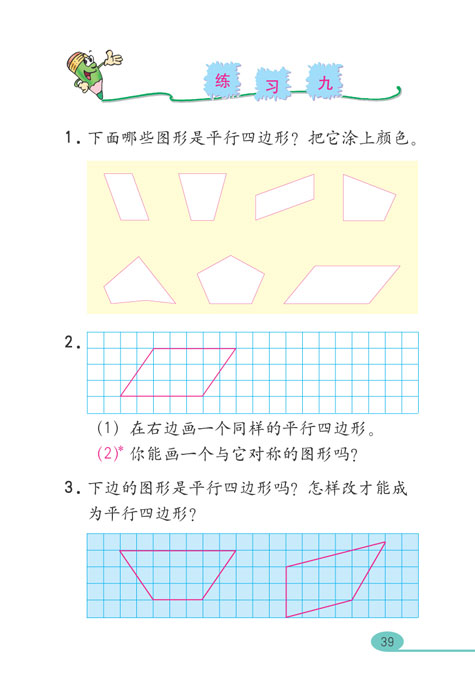 练习九
1. 下面哪些图形是平行四边形？把它涂上颜色。
2.
(1) 在右边画一个同样的平行四边形。
(2)* 你能画一个与它对称的图形吗？
3. 下边的图形是平行四边形吗？怎样改才能成
为平行四边形？
39